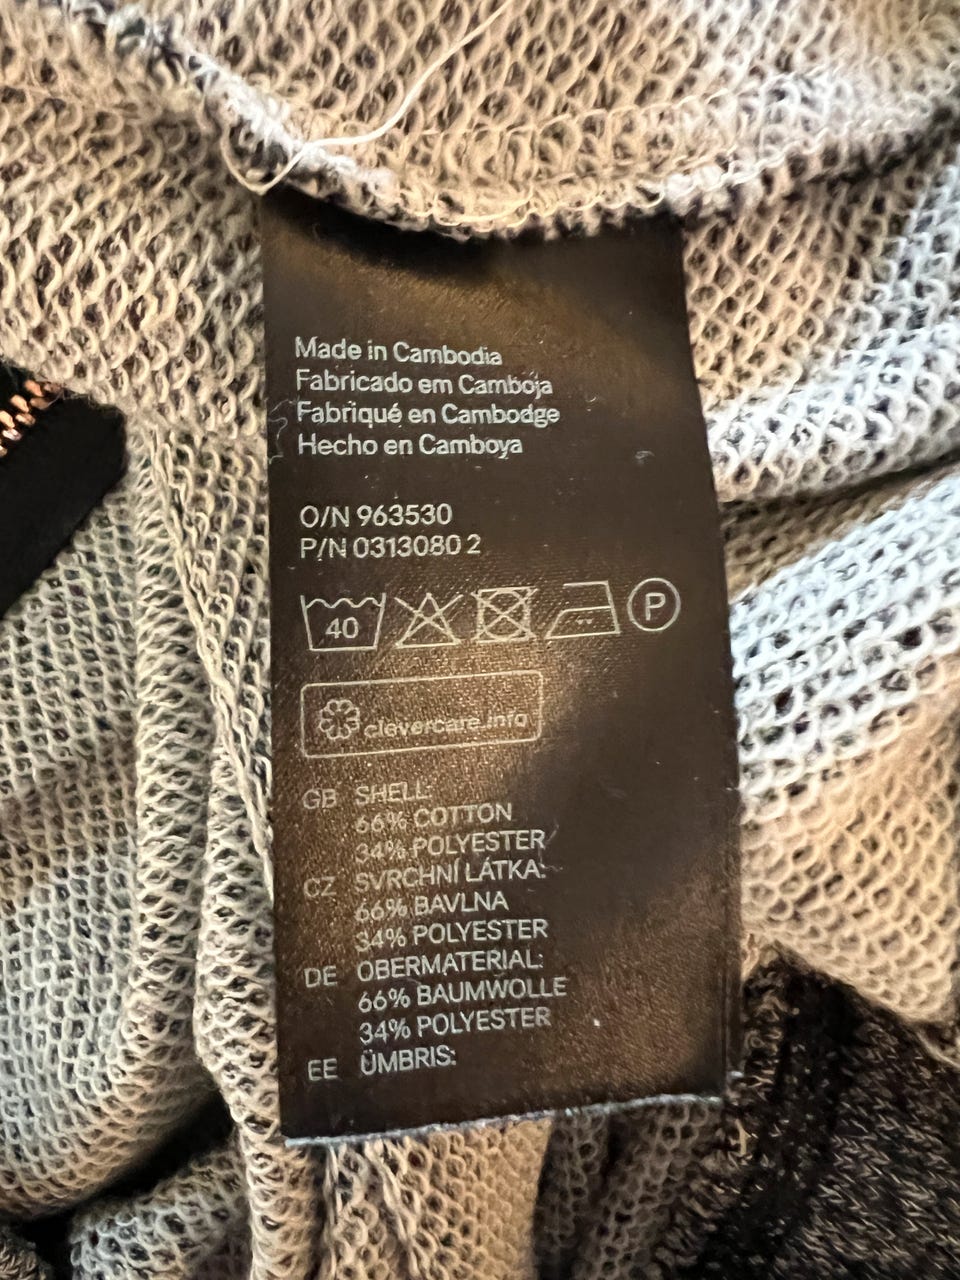 Made in Cambodia
Fabricado em Camboja
Fabriqué en Cambodge
Hecho en Camboya
O/N 963530
P/N 0313080 2
40 P
clevercare.info
GB SHELL:
66% COTTON
34% POLYESTER
CZ SVRCHNÍ LÁTKA:
66% BAVLNA
34% POLYESTER
DE OBERMATERIAL:
66% BAUMWOLLE
34% POLYESTER
EE ÜMBRIS: